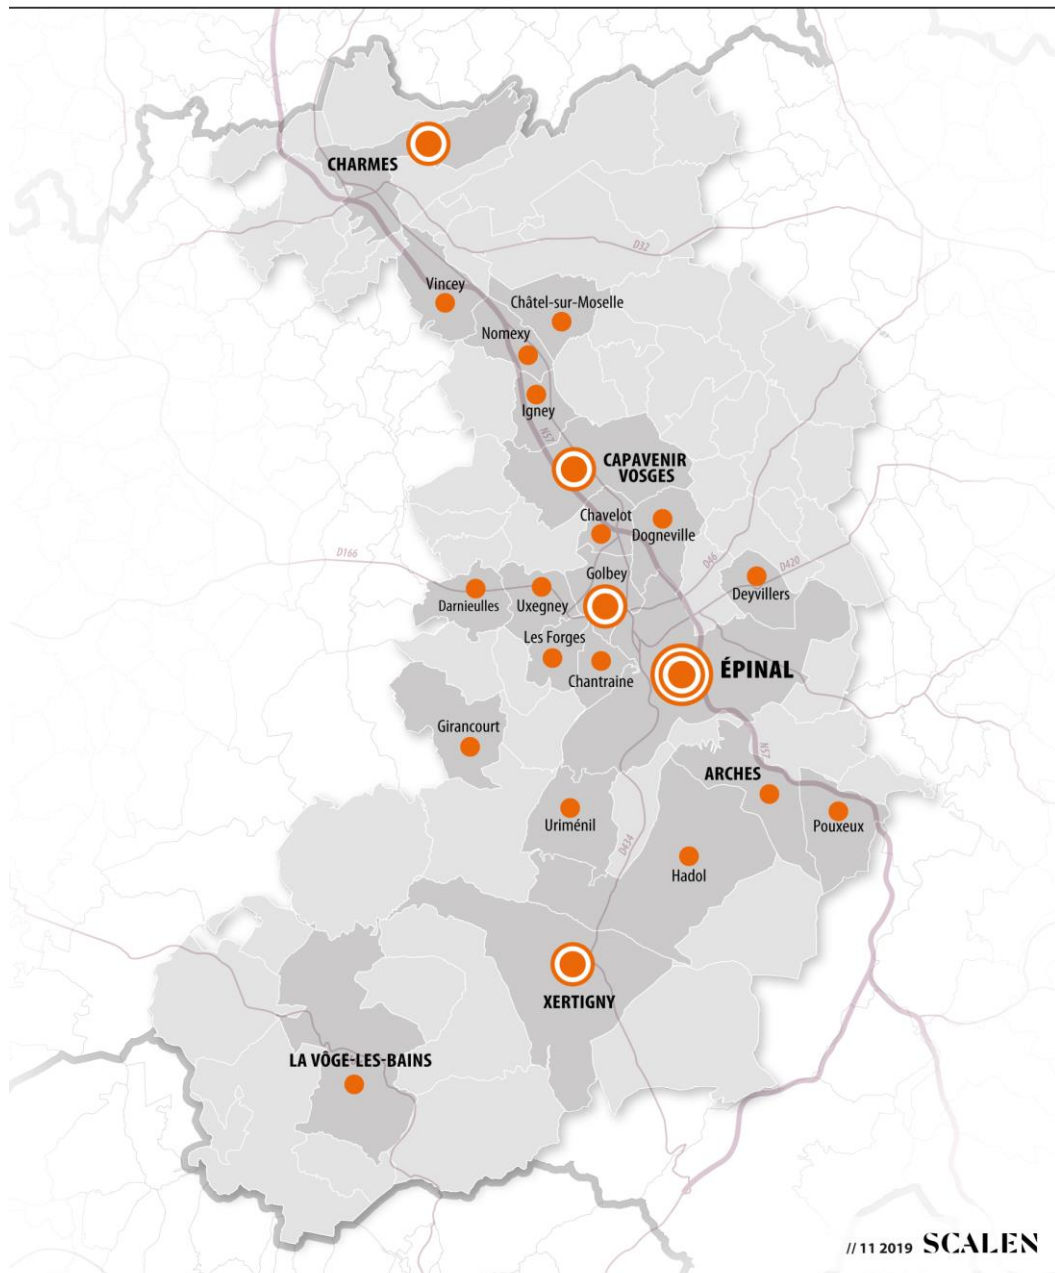 CHARMES
D32
Vincey
Châtel-sur-Moselle
Nomexy
Igney
N57
CAPAVENIR
VOSGES
Chavelot
Dogneville
D166
D46
D420
Golbey
Darnieulles
Uxegney
Deyvillers
Les Forges
Chantraine
ÉPINAL
Girancourt
N57
ARCHES
Uriménil
Pouxeux
D434
Hadol
XERTIGNY
LA VÔGE-LES-BAINS
// 11 2019 SCALEN